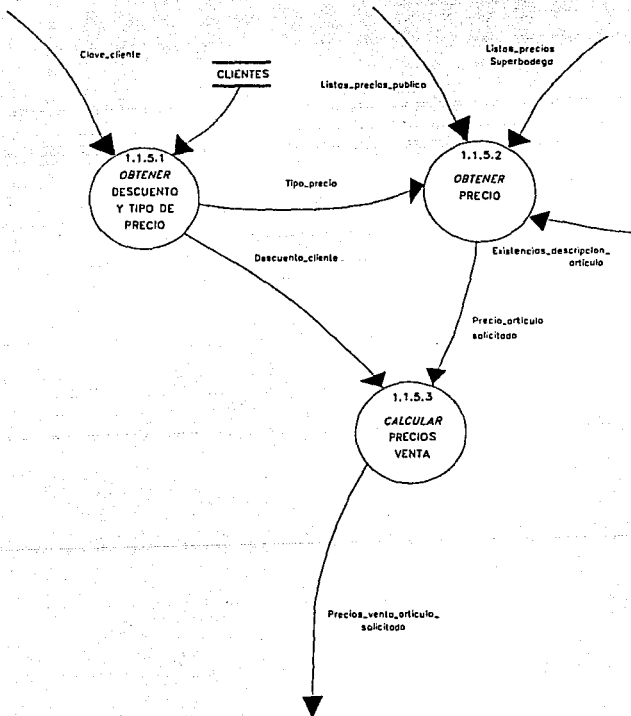 Clave_cliente
CLIENTES
Listas_precios_publico
Listas_precios
Superbodega
1.1.5.1
OBTENER
DESCUENTO
Y TIPO DE
PRECIO
Tipo_precio
1.1.5.2
OBTENER
PRECIO
Existencias_descripcion_
articulo
Descuento_cliente
Precio_articulo
solicitado
1.1.5.3
CALCULAR
PRECIOS
VENTA
Precios_venta_articulo_
solicitado